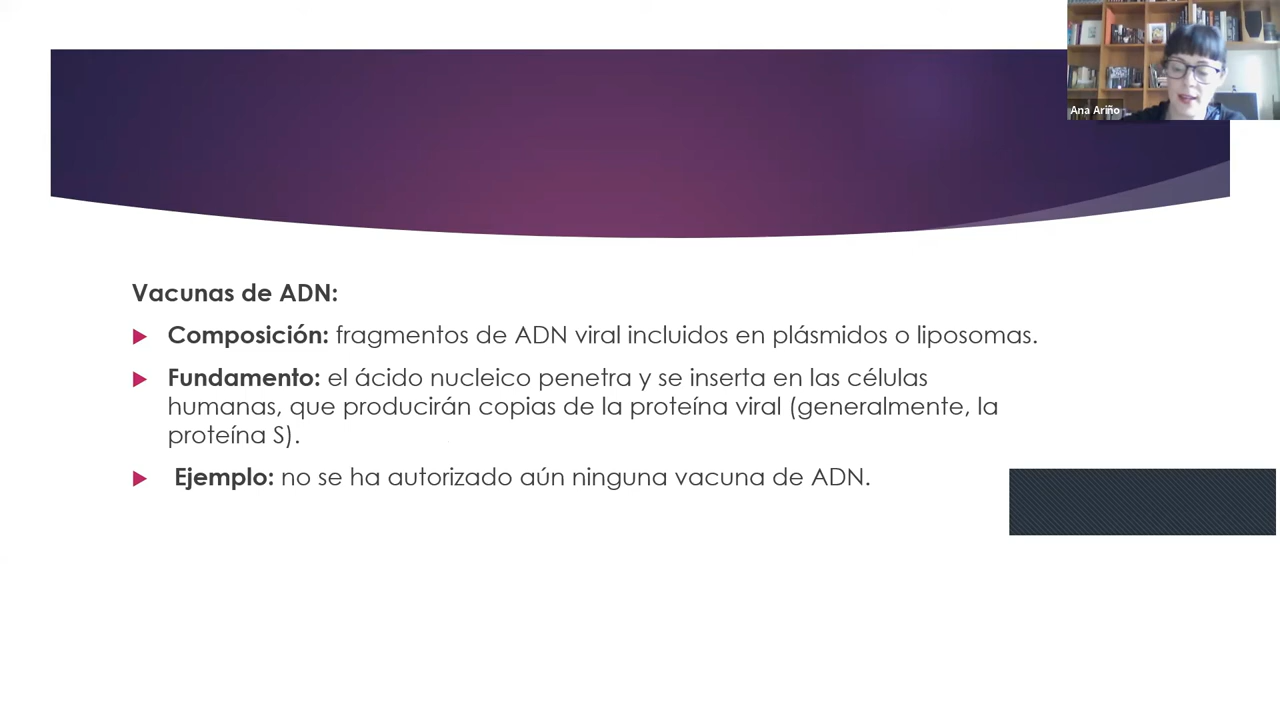 Ana Ariño
Vacunas de ADN:
Composición: fragmentos de ADN viral incluidos en plásmidos o liposomas.
Fundamento: el ácido nucleico penetra y se inserta en las células
humanas, que producirán copias de la proteína viral (generalmente, la
proteína S).
Ejemplo: no se ha autorizado aún ninguna vacuna de ADN.